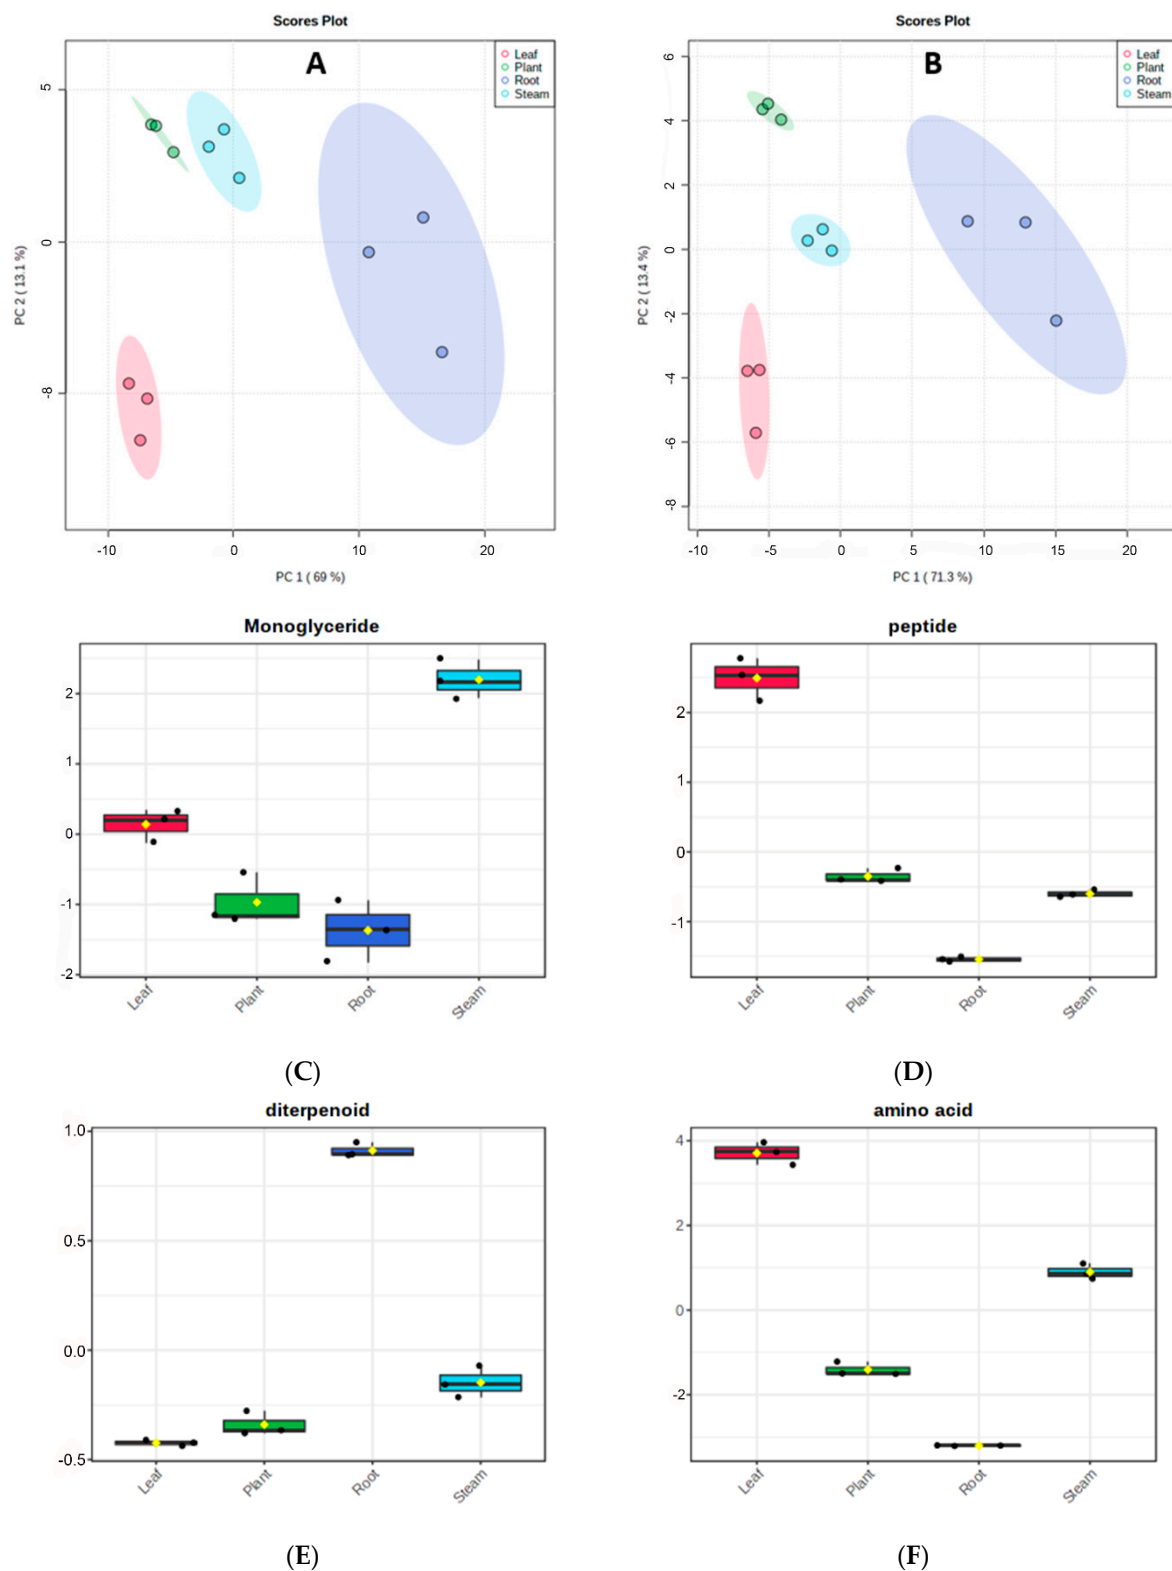 Scores Plot
A
Leaf
Plant
Root
Steam
5
0
-8
PC 2 ( 13.1 %)
-10 0 10 20
PC 1 ( 69 %)
Scores Plot
B
Leaf
Plant
Root
Steam
6
4
2
0
-2
-4
-6
-8
PC 2 ( 13.4 %)
-10 -5 0 5 10 15 20
PC 1 ( 71.3 %)
Monoglyceride
2
1
0
-1
-2
Leaf Plant Root Steam
(C)
peptide
2
1
0
-1
Leaf Plant Root Steam
(D)
diterpenoid
1.0
0.5
0.0
-0.5
Leaf Plant Root Steam
(E)
amino acid
4
2
0
-2
Leaf Plant Root Steam
(F)